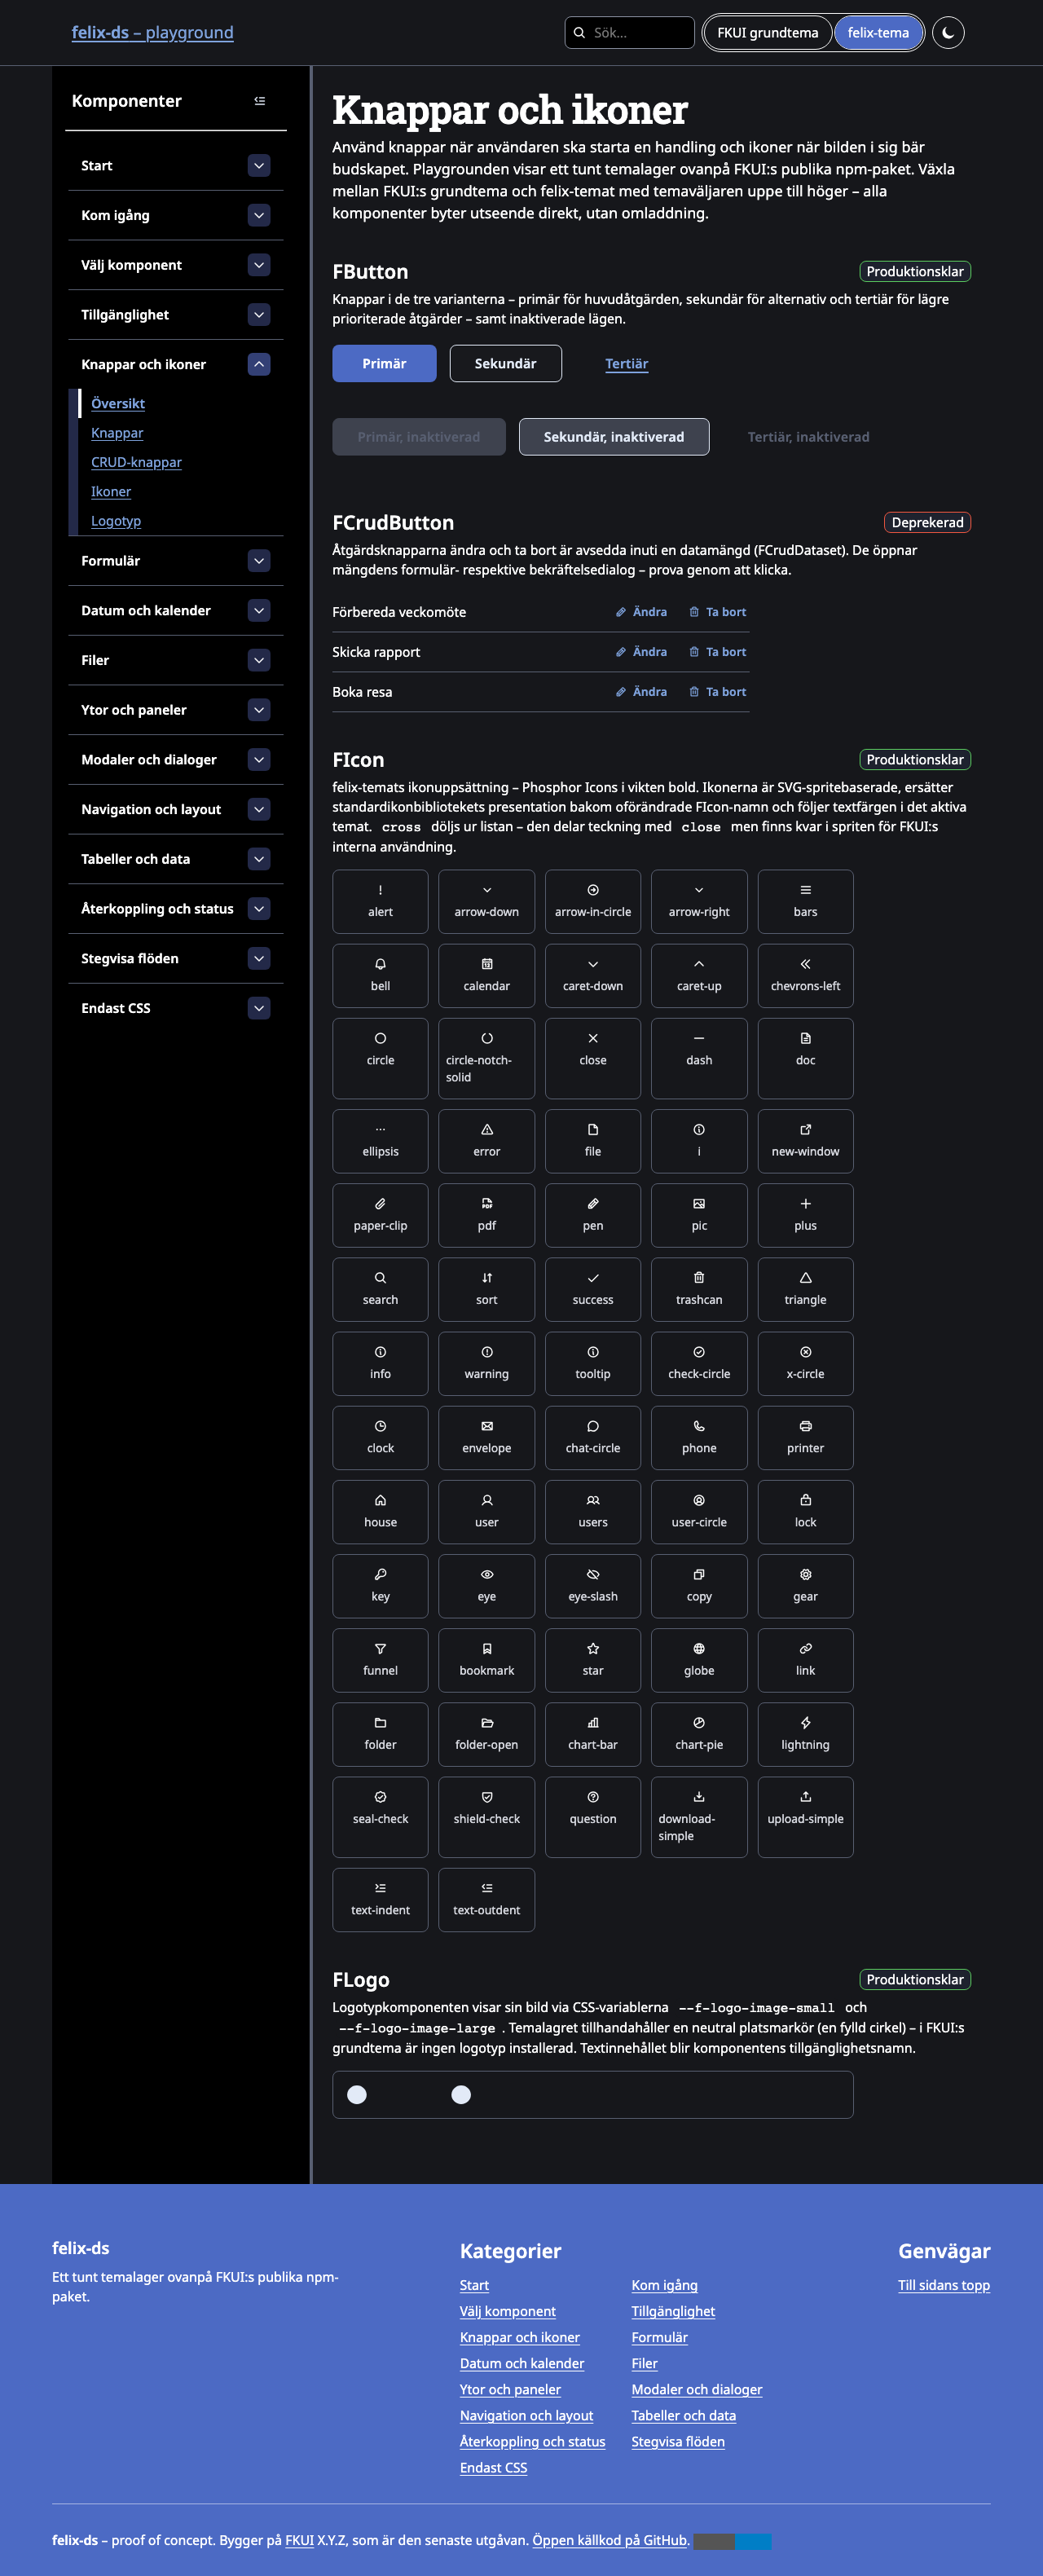 felix-ds – playground
Sök...
FKUI grundtema
felix-tema
Komponenter
Start
Kom igång
Välj komponent
Tillgänglighet
Knappar och ikoner
Översikt
Knappar
CRUD-knappar
Ikoner
Logotyp
Formulär
Datum och kalender
Filer
Ytor och paneler
Modaler och dialoger
Navigation och layout
Tabeller och data
Återkoppling och status
Stegvisa flöden
Endast CSS
Knappar och ikoner
Använd knappar när användaren ska starta en handling och ikoner när bilden i sig bär
budskapet. Playgrounden visar ett tunt temalager ovanpå FKUI:s publika npm-paket. Växla
mellan FKUI:s grundtema och felix-temat med temaväljaren uppe till höger – alla
komponenter byter utseende direkt, utan omladdning.
FButton
Produktionsklar
Knappar i de tre varianterna – primär för huvudåtgärden, sekundär för alternativ och tertiär för lägre
prioriterade åtgärder – samt inaktiverade lägen.
Primär
Sekundär
Tertiär
Primär, inaktiverad
Sekundär, inaktiverad
Tertiär, inaktiverad
FCrudButton
Deprekerad
Åtgärdsknapparna ändra och ta bort är avsedda inuti en datamängd (FCrudDataset). De öppnar
mängdens formulär- respektive bekräftelsedialog – prova genom att klicka.
Förbereda veckomöte
Ändra
Ta bort
Skicka rapport
Ändra
Ta bort
Boka resa
Ändra
Ta bort
FIcon
Produktionsklar
felix-temats ikonuppsättning – Phosphor Icons i vikten bold. Ikonerna är SVG-spritebaserade, ersätter
standardikonbibliotekets presentation bakom oförändrade FIcon-namn och följer textfärgen i det aktiva
temat. cross döljs ur listan – den delar teckning med close men finns kvar i spriten för FKUI:s
interna användning.
alert
arrow-down
arrow-in-circle
arrow-right
bars
bell
calendar
caret-down
caret-up
chevrons-left
circle
circle-notch-
solid
close
dash
doc
ellipsis
error
file
i
new-window
paper-clip
pdf
pen
pic
plus
search
sort
success
trashcan
triangle
info
warning
tooltip
check-circle
x-circle
clock
envelope
chat-circle
phone
printer
house
user
users
user-circle
lock
key
eye
eye-slash
copy
gear
funnel
bookmark
star
globe
link
folder
folder-open
chart-bar
chart-pie
lightning
seal-check
shield-check
question
download-
simple
upload-simple
text-indent
text-outdent
FLogo
Produktionsklar
Logotypkomponenten visar sin bild via CSS-variablerna --f-logo-image-small och
--f-logo-image-large . Temalagret tillhandahåller en neutral platsmarkör (en fylld cirkel) – i FKUI:s
grundtema är ingen logotyp installerad. Textinnehållet blir komponentens tillgänglighetsnamn.
felix-ds
Ett tunt temalager ovanpå FKUI:s publika npm-
paket.
Kategorier
Start
Kom igång
Välj komponent
Tillgänglighet
Knappar och ikoner
Formulär
Datum och kalender
Filer
Ytor och paneler
Modaler och dialoger
Navigation och layout
Tabeller och data
Återkoppling och status
Stegvisa flöden
Endast CSS
Genvägar
Till sidans topp
felix-ds – proof of concept. Bygger på FKUI X.Y.Z, som är den senaste utgåvan. Öppen källkod på GitHub.